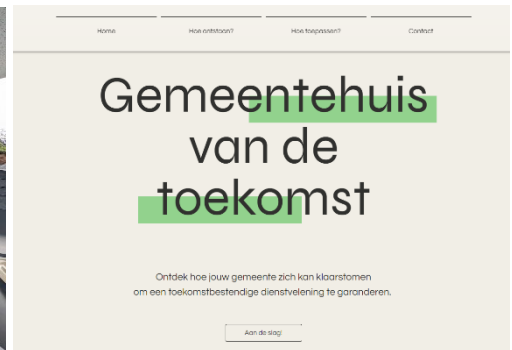 Home
Hoe ontstaan?
Hoe toepassen?
Contact
Gemeentehuis
van de
toekomst
Ontdek hoe jouw gemeente zich kan klaarstomen
om een toekomstbestendige dienstvelening te garanderen.
Aan de slag!